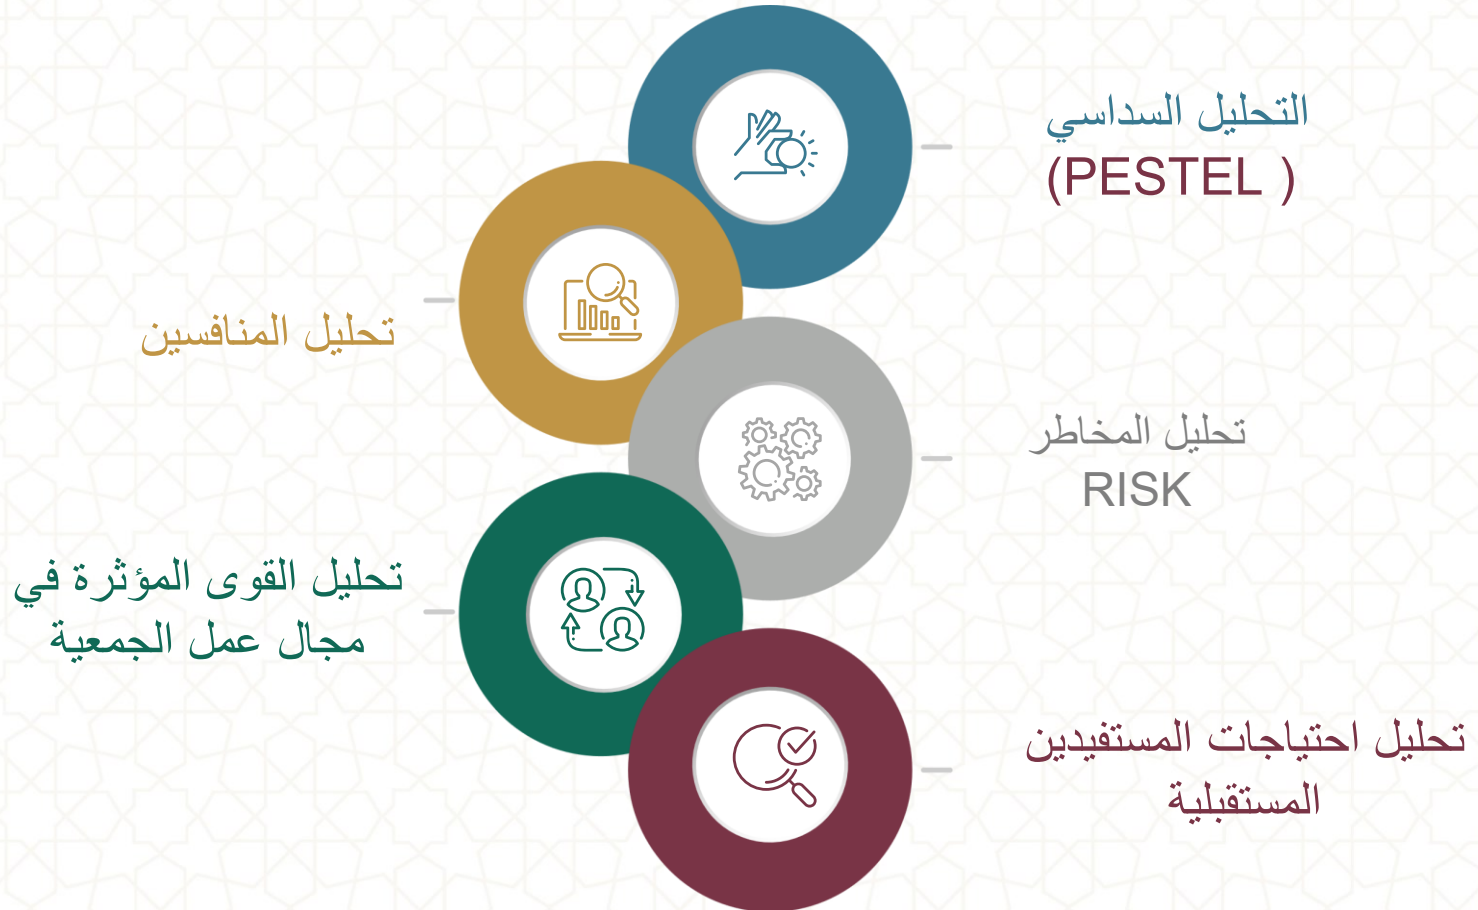 التحليل السداسي
(PESTEL )
تحليل المنافسين
تحليل المخاطر
RISK
تحليل القوى المؤثرة في
مجال عمل الجمعية
تحليل احتياجات المستفيدين
المستقبلية